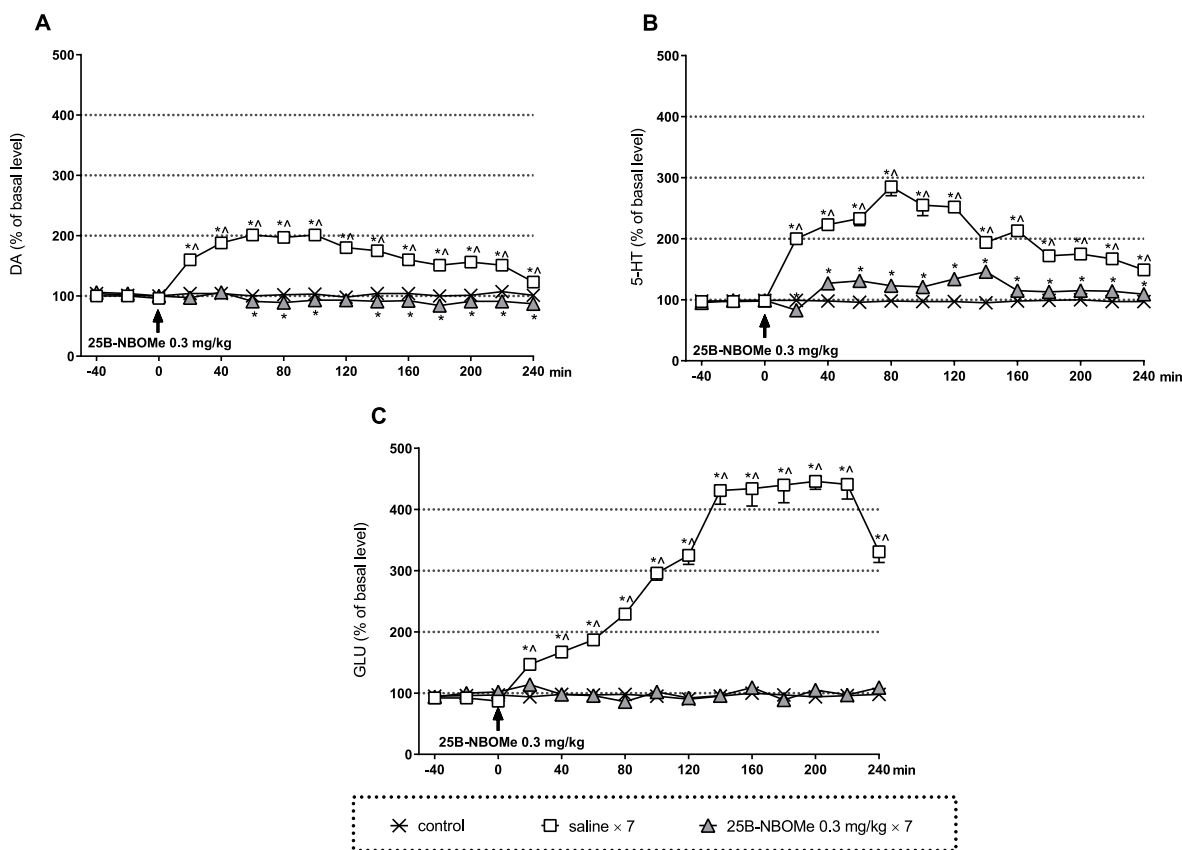 A
DA (% of basal level)
500
400
300
200
100
0
*^ *^ *^ *^ *^ *^ *^ *^ *^ *^ *^ *^
* * * * * * * * *
25B-NBOMe 0.3 mg/kg
-40 0 40 80 120 160 200 240 min
B
5-HT (% of basal level)
500
400
300
200
100
0
*^ *^ *^ *^ *^ *^ *^ *^ *^ *^ *^ *^
* * * * * * * * * * * *
25B-NBOMe 0.3 mg/kg
-40 0 40 80 120 160 200 240 min
C
GLU (% of basal level)
500
400
300
200
100
0
*^ *^ *^ *^ *^ *^ *^ *^ *^ *^ *^ *^
25B-NBOMe 0.3 mg/kg
-40 0 40 80 120 160 200 240 min
control saline × 7 25B-NBOMe 0.3 mg/kg × 7